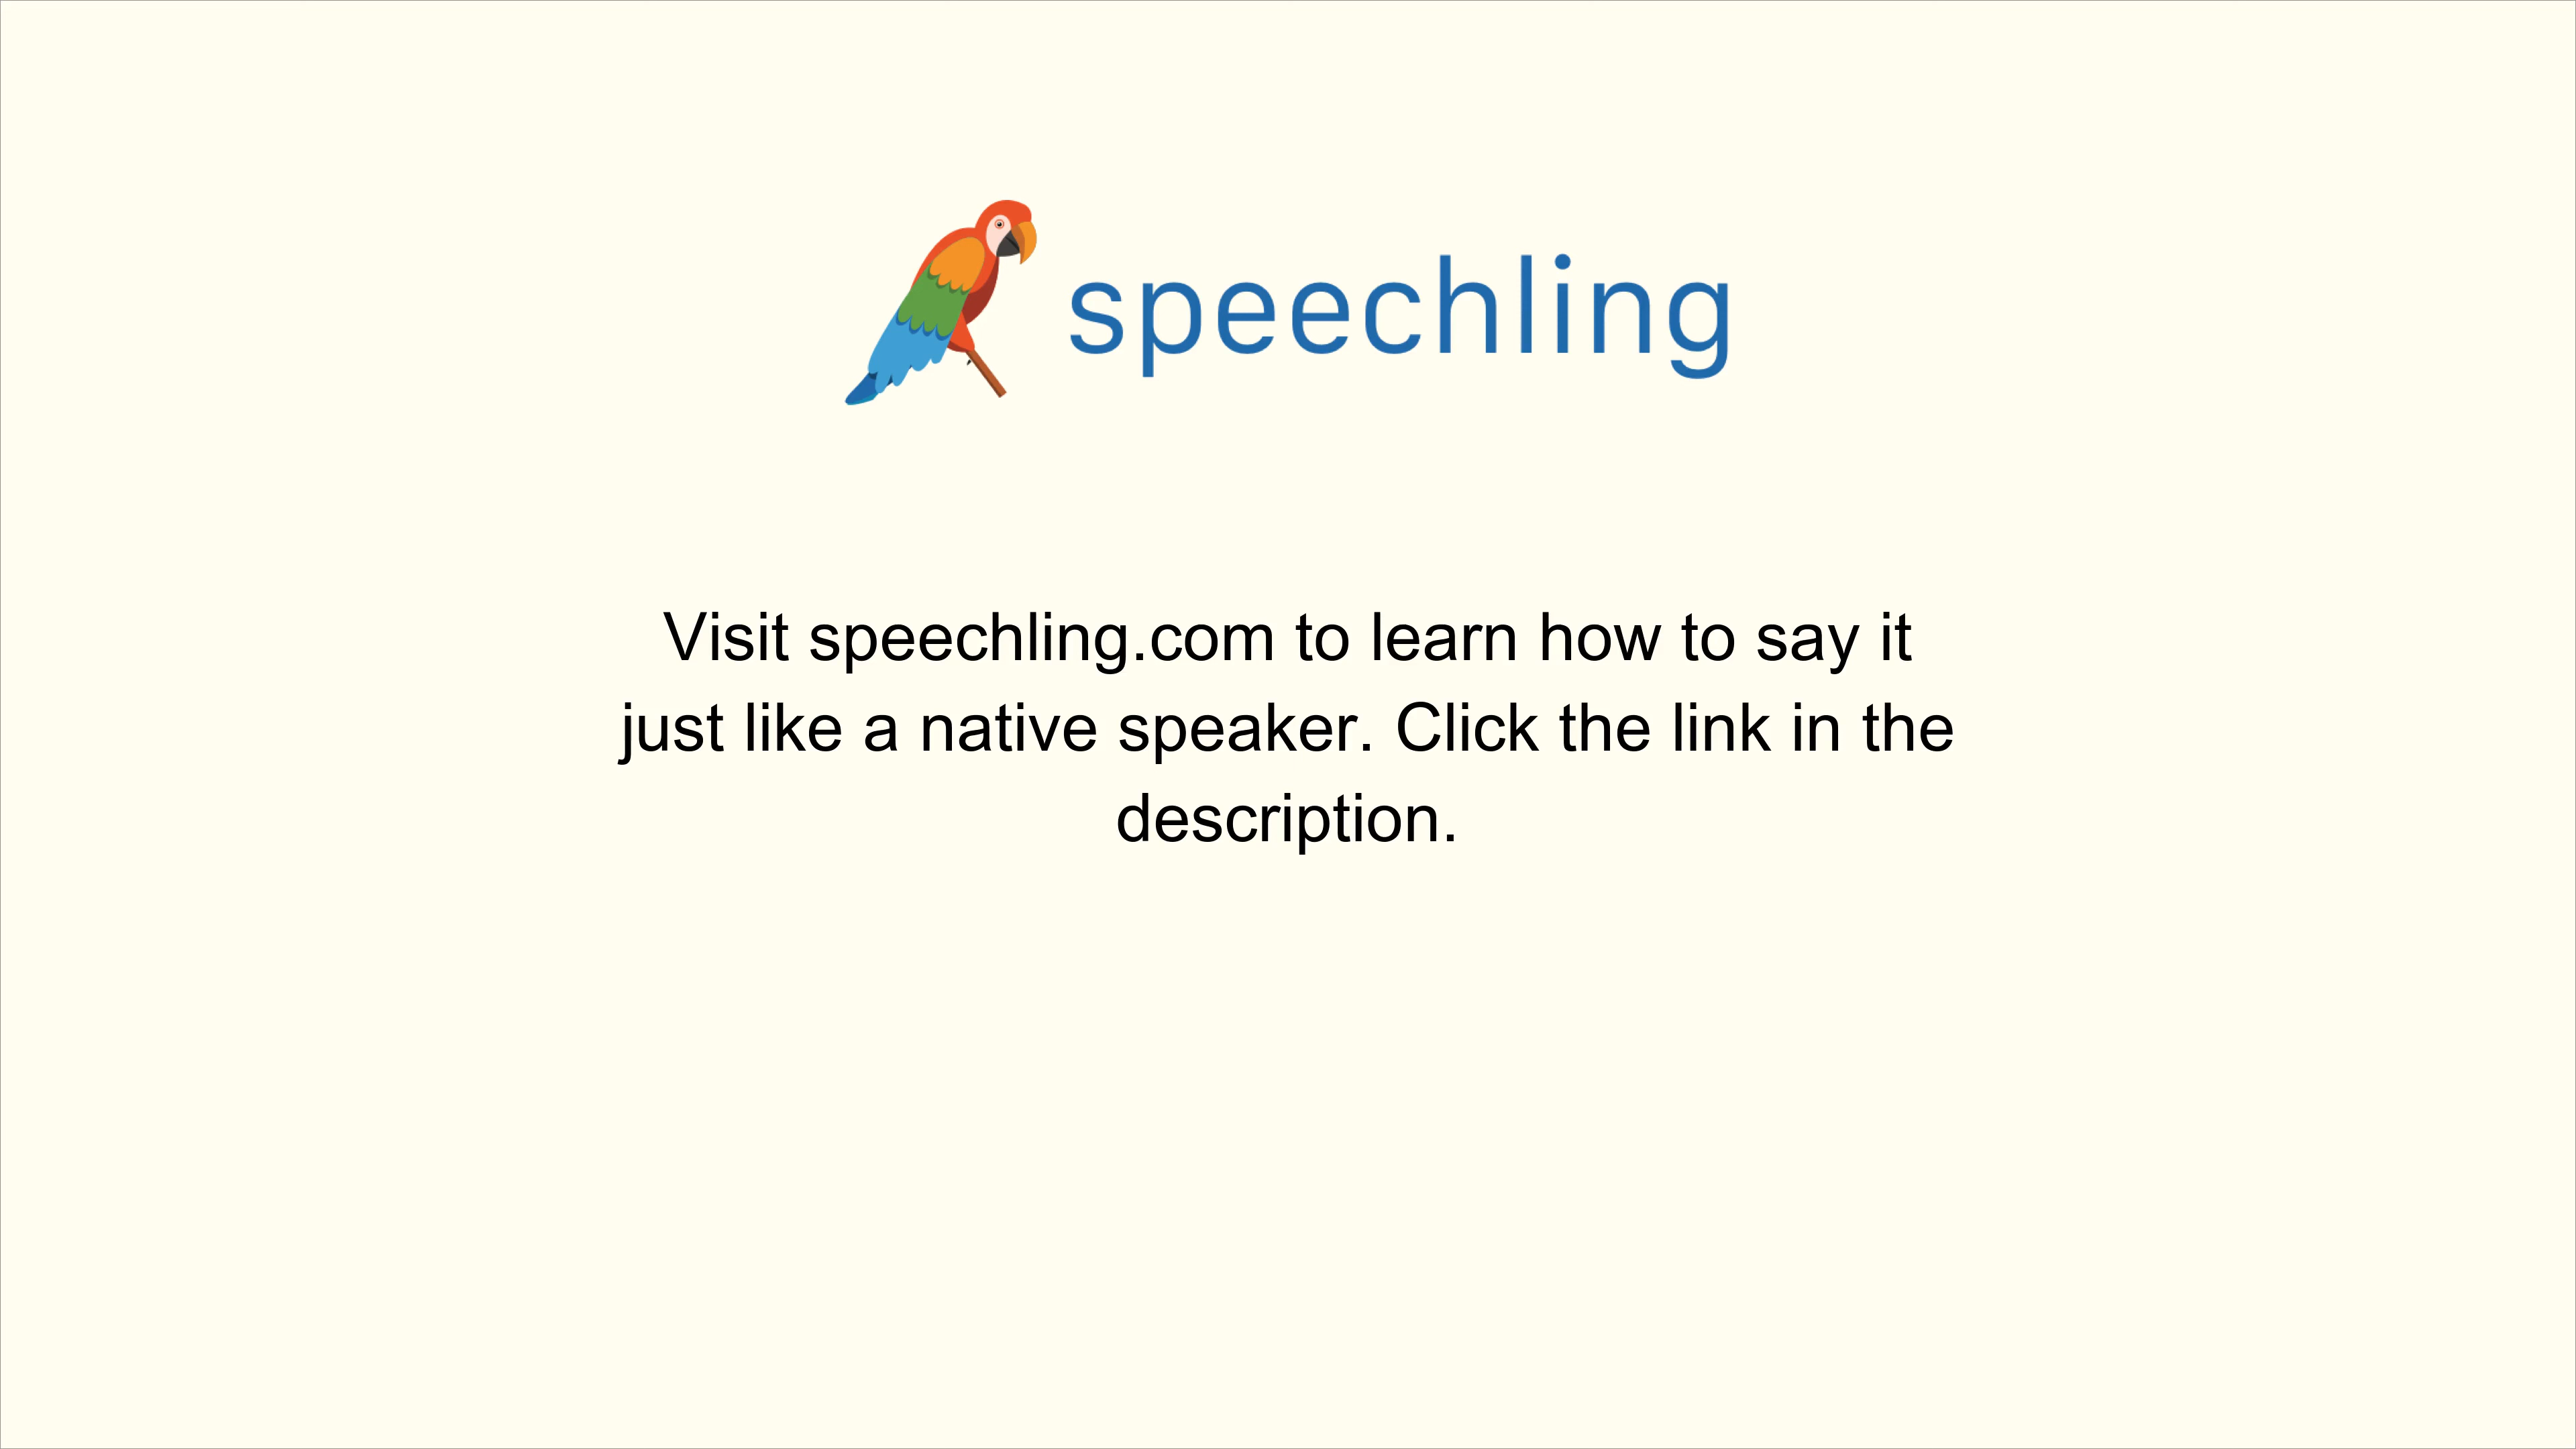 speechling
Visit speechling.com to learn how to say it
just like a native speaker. Click the link in the
description.